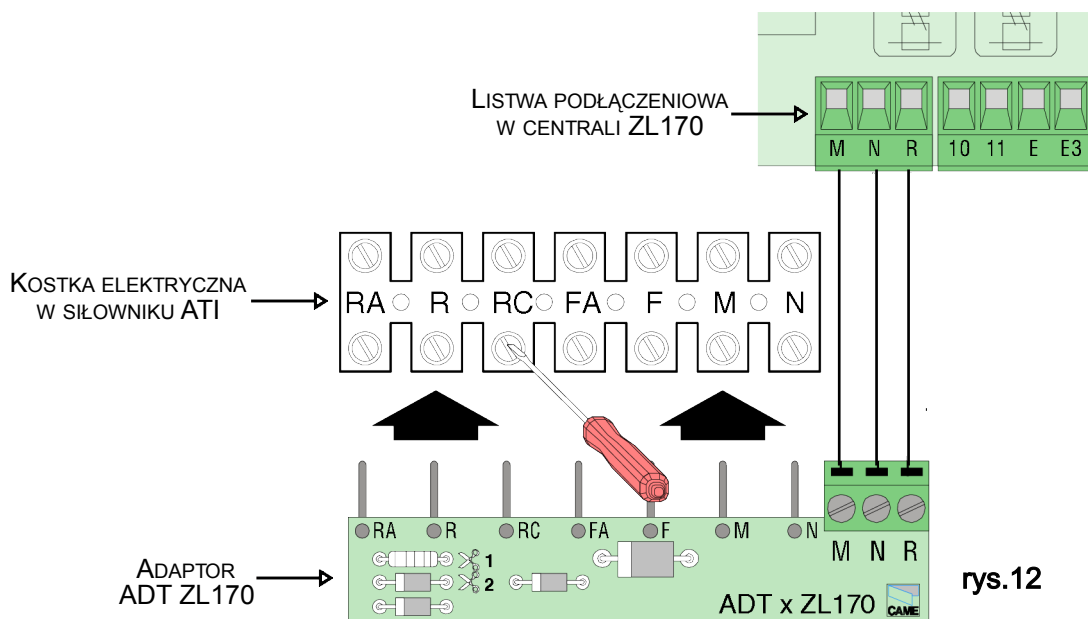 LISTWA PODŁĄCZENIOWA
W CENTRALI ZL170
M N R 10 11 E E3
KOSTKA ELEKTRYCZNA
W SIŁOWNIKU ATI
RA R RC FA F M N
RA R RC FA F M N
1
2
M N R
ADAPTOR
ADT ZL170
ADT x ZL170
CAME
rys.12